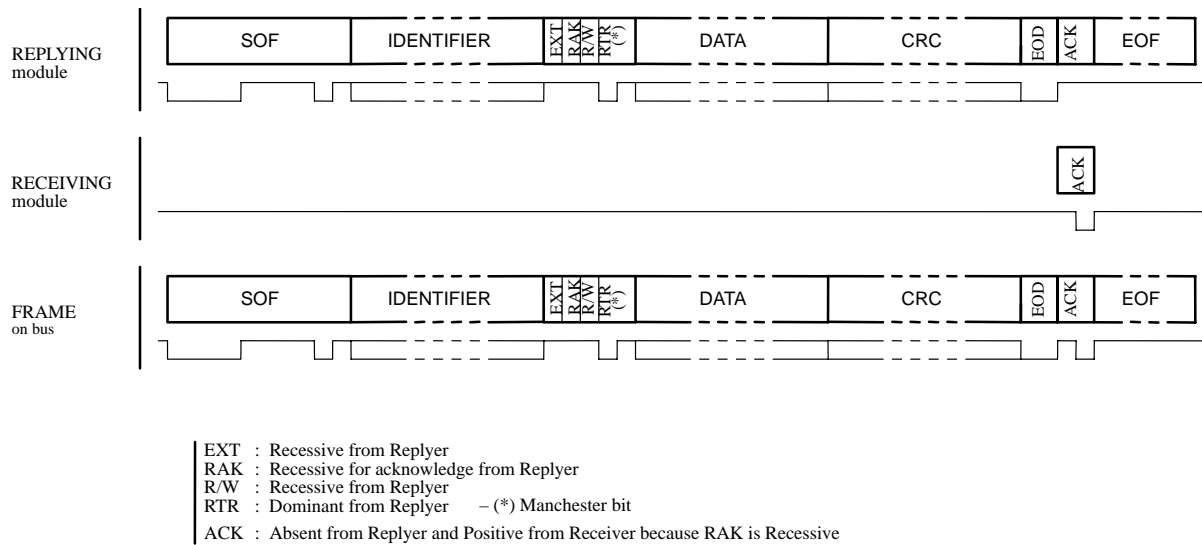 REPLYING
module
SOF IDENTIFIER EXT RAK R/W RTR (*) DATA CRC EOD ACK EOF
RECEIVING
module
ACK
FRAME
on bus
SOF IDENTIFIER EXT RAK R/W RTR (*) DATA CRC EOD ACK EOF
EXT : Recessive from Replyer
RAK : Recessive for acknowledge from Replyer
R/W : Recessive from Replyer
RTR : Dominant from Replyer – (*) Manchester bit
ACK : Absent from Replyer and Positive from Receiver because RAK is Recessive